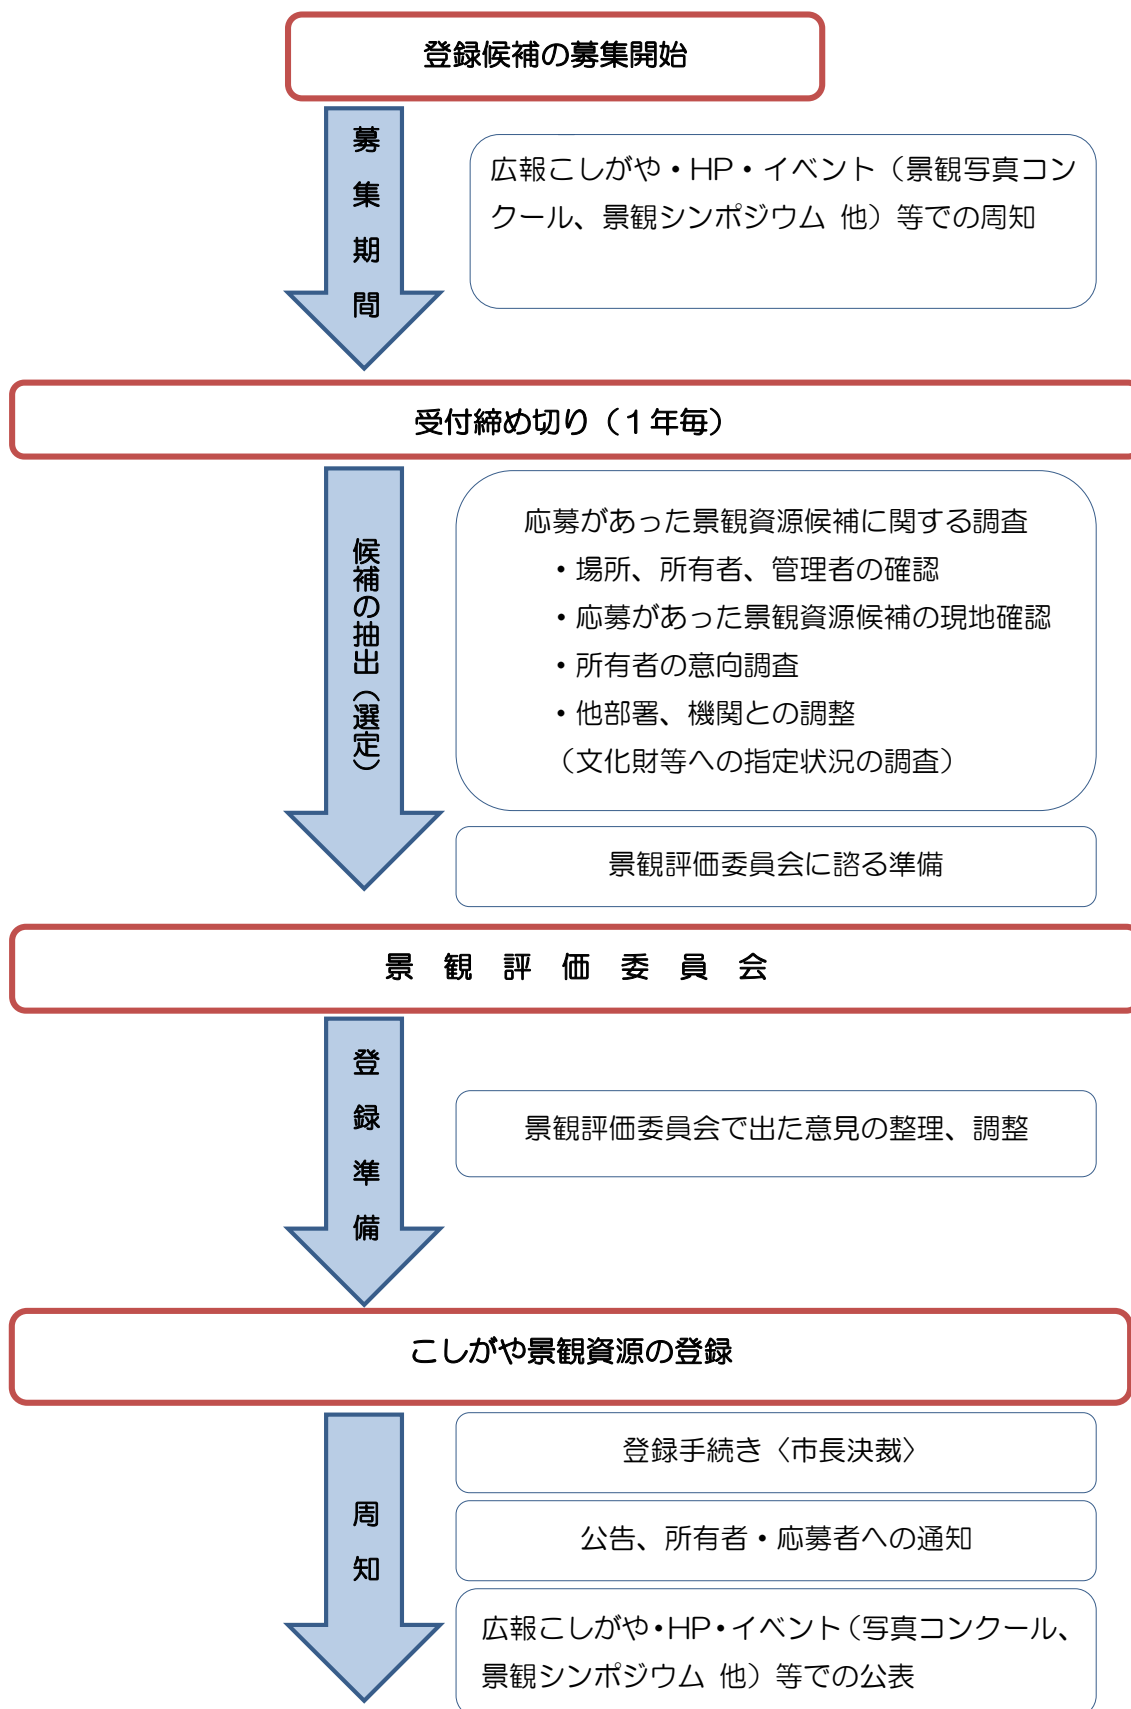 登録候補の募集開始
募集期間
広報こしがや・HP・イベント（景観写真コン
クール、景観シンポジウム 他）等での周知
受付締め切り（１年毎）
候補の抽出（選定）
応募があった景観資源候補に関する調査
・場所、所有者、管理者の確認
・応募があった景観資源候補の現地確認
・所有者の意向調査
・他部署、機関との調整
（文化財等への指定状況の調査）
景観評価委員会に諮る準備
景 観 評 価 委 員 会
登録準備
景観評価委員会で出た意見の整理、調整
こしがや景観資源の登録
周知
登録手続き〈市長決裁〉
公告、所有者・応募者への通知
広報こしがや・HP・イベント（写真コンクール、
景観シンポジウム 他）等での公表